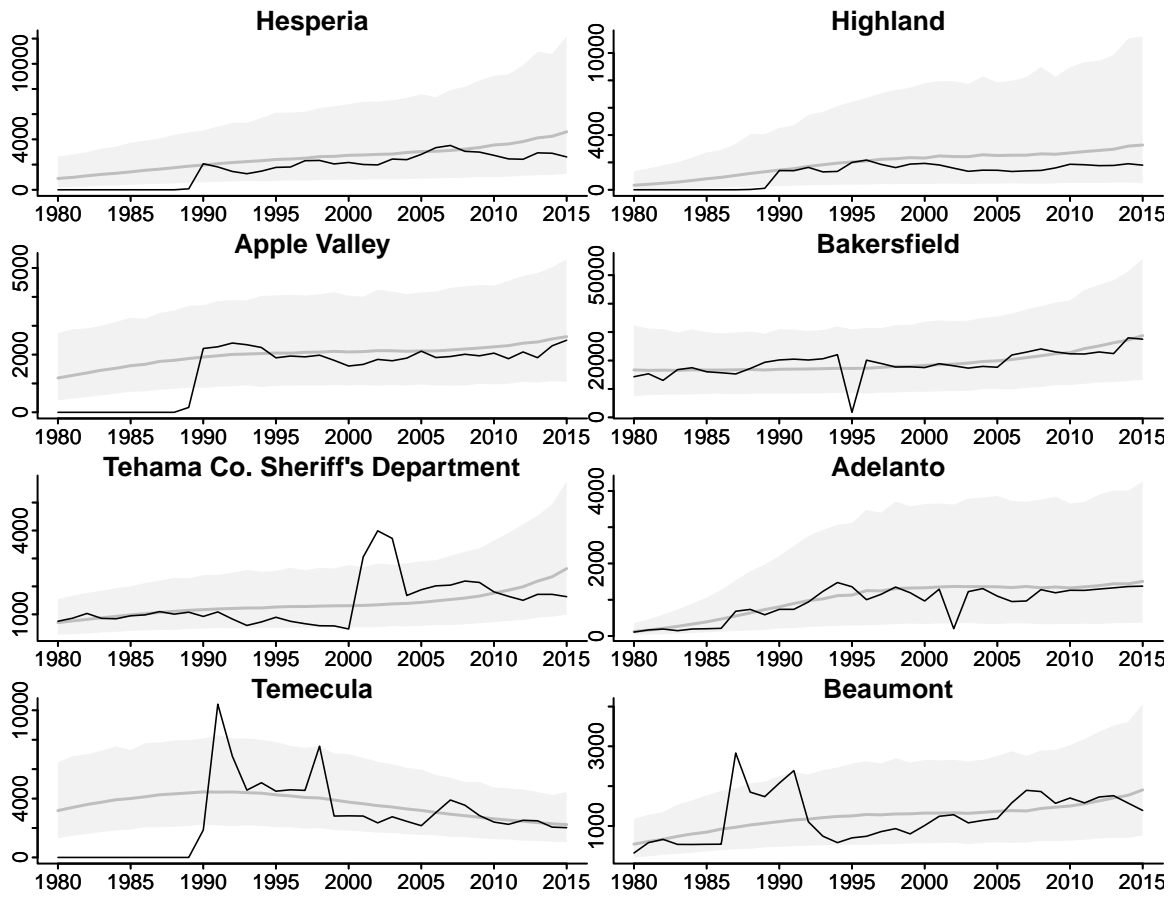 Hesperia
0 4000 10000
1980 1985 1990 1995 2000 2005 2010 2015
Highland
0 4000 10000
1980 1985 1990 1995 2000 2005 2010 2015
Apple Valley
0 2000 5000
1980 1985 1990 1995 2000 2005 2010 2015
Bakersfield
0 20000 50000
1980 1985 1990 1995 2000 2005 2010 2015
Tehama Co. Sheriff's Department
1000 4000
1980 1985 1990 1995 2000 2005 2010 2015
Adelanto
0 2000 4000
1980 1985 1990 1995 2000 2005 2010 2015
Temecula
0 4000 10000
1980 1985 1990 1995 2000 2005 2010 2015
Beaumont
1000 3000
1980 1985 1990 1995 2000 2005 2010 2015